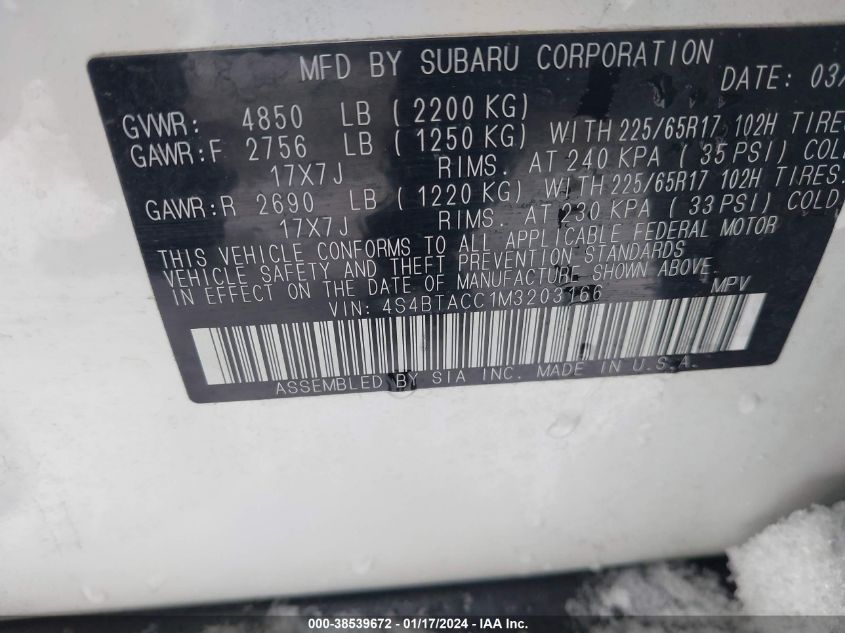 MFD BY SUBARU CORPORATION
DATE: 03/
GVWR: 4850 LB ( 2200 KG)
GAWR:F 2756 LB ( 1250 KG) WITH 225/65R17 102H TIRE
17X7J RIMS. AT 240 KPA ( 35 PSI) COL
GAWR:R 2690 LB ( 1220 KG) WITH 225/65R17 102H TIRES.
17X7J RIMS. AT 230 KPA ( 33 PSI) COLD
THIS VEHICLE CONFORMS TO ALL APPLICABLE FEDERAL MOTOR
VEHICLE SAFETY AND THEFT PREVENTION STANDARDS
IN EFFECT ON THE DATE OF MANUFACTURE SHOWN ABOVE.
VIN: 4S4BTACC1M3203166 MPV
ASSEMBLED BY SIA INC. MADE IN U.S.A.
000-38539672 - 01/17/2024 - IAA Inc.